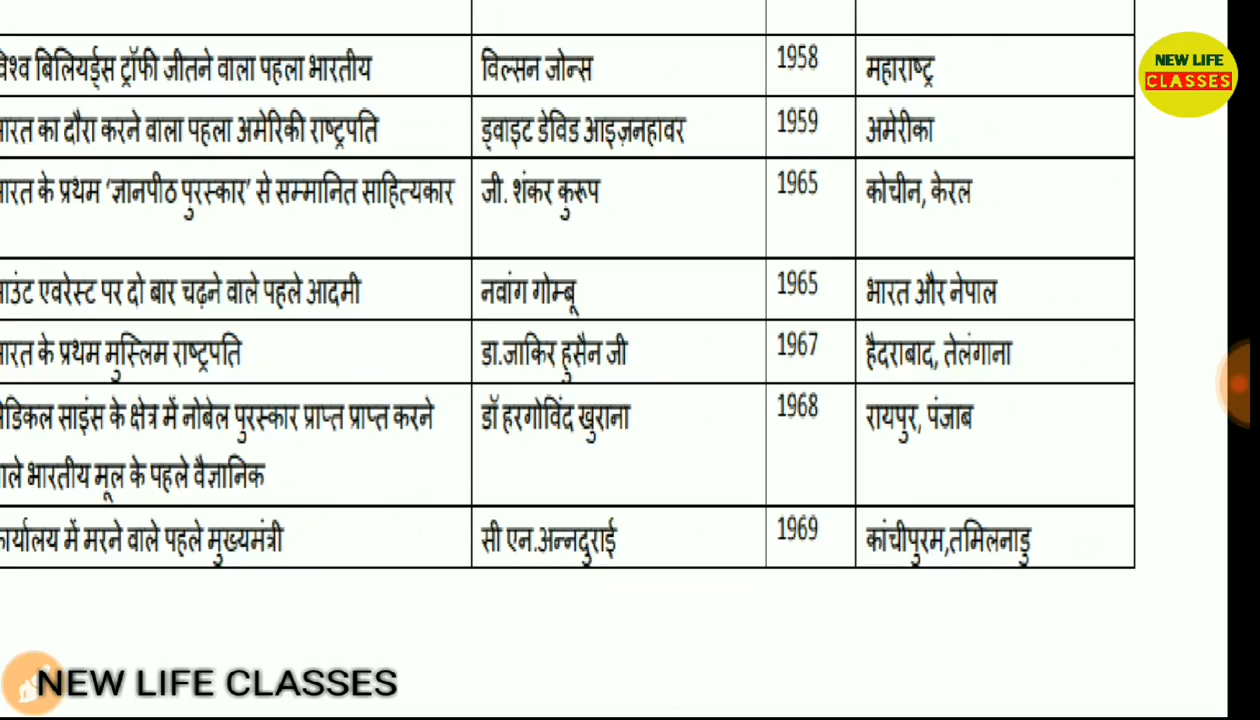 विश्व बिलियर्ड्स ट्रॉफी जीतने वाला पहला भारतीय विल्सन जोन्स 1958 महाराष्ट्र
NEW LIFE
CLASSES
भारत का दौरा करने वाला पहला अमेरिकी राष्ट्रपति ड्वाइट डेविड आइज़नहावर 1959 अमेरीका
भारत के प्रथम ‘ज्ञानपीठ पुरस्कार’ से सम्मानित साहित्यकार जी. शंकर कुरूप 1965 कोचीन, केरल
माउंट एवरेस्ट पर दो बार चढ़ने वाले पहले आदमी नवांग गोम्बू 1965 भारत और नेपाल
भारत के प्रथम मुस्लिम राष्ट्रपति डा.जाकिर हुसैन जी 1967 हैदराबाद, तेलंगाना
मेडिकल साइंस के क्षेत्र में नोबेल पुरस्कार प्राप्त प्राप्त करने डॉ हरगोविंद खुराना 1968 रायपुर, पंजाब
वाले भारतीय मूल के पहले वैज्ञानिक
कार्यालय में मरने वाले पहले मुख्यमंत्री सी एन.अन्नदुराई 1969 कांचीपुरम,तमिलनाडु
NEW LIFE CLASSES